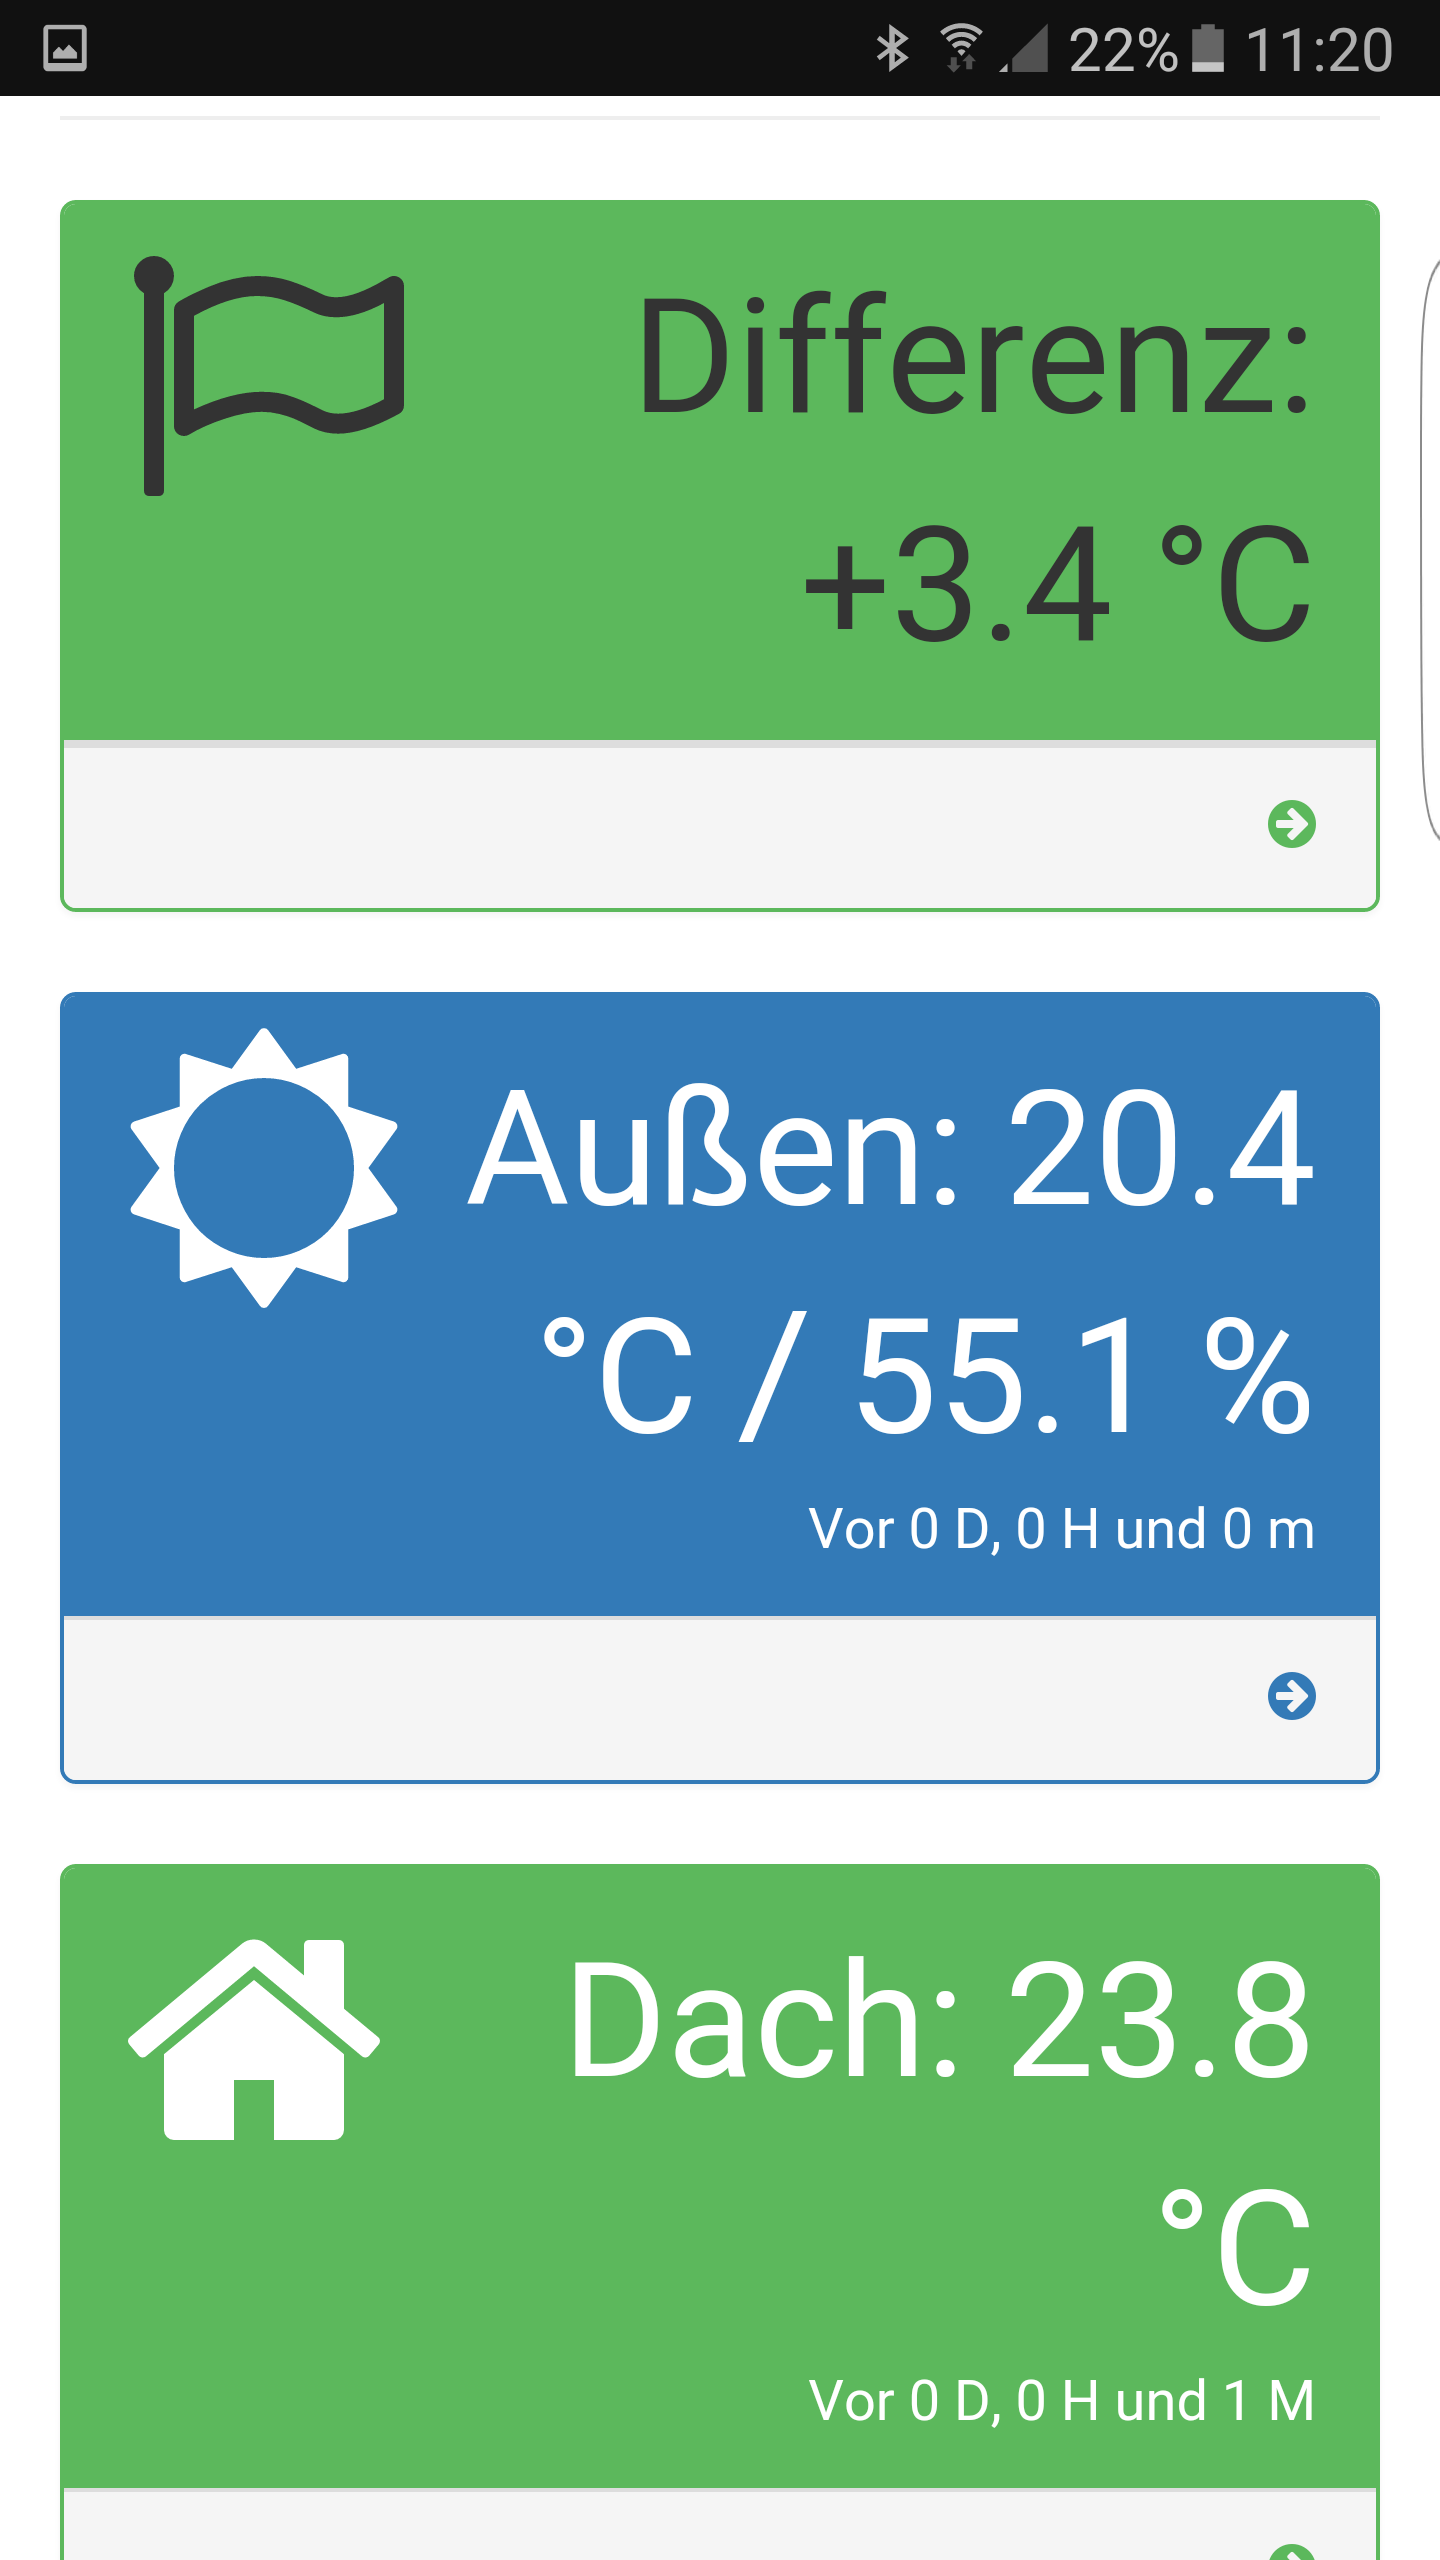 22% 11:20
Differenz:
+3.4 °C
Außen: 20.4
°C / 55.1 %
Vor 0 D, 0 H und 0 m
Dach: 23.8
°C
Vor 0 D, 0 H und 1 M